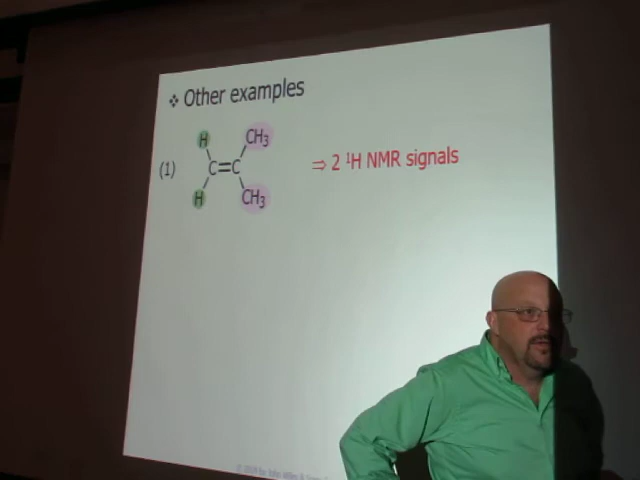 ❖ Other examples
H CH₃
(1) C=C ⇒ 2 ¹H NMR signals
H CH₃